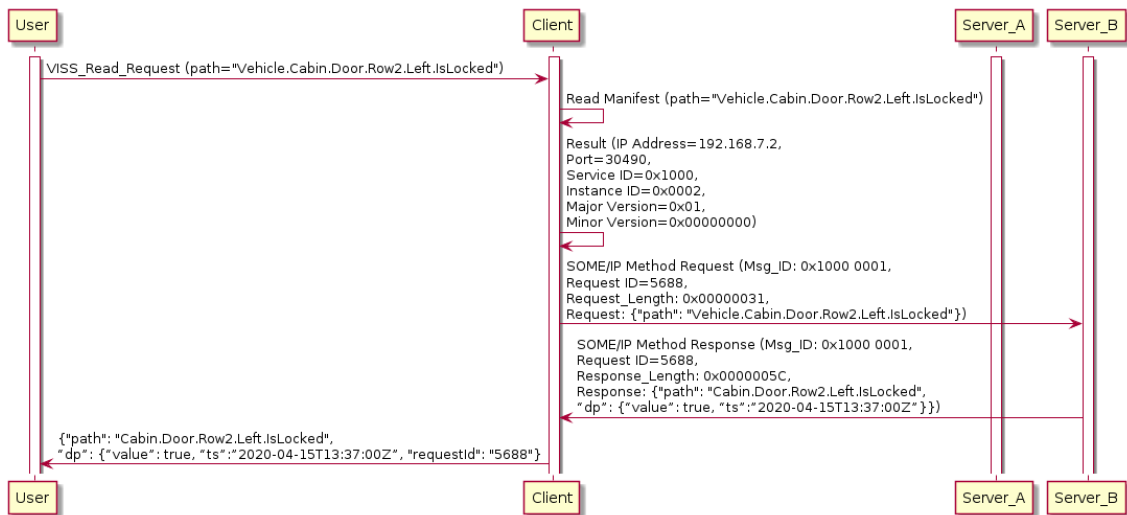 User
Client
Server_A
Server_B
VISS_Read_Request (path="Vehicle.Cabin.Door.Row2.Left.IsLocked")
Read Manifest (path="Vehicle.Cabin.Door.Row2.Left.IsLocked")
Result (IP Address=192.168.7.2,
Port=30490,
Service ID=0x1000,
Instance ID=0x0002,
Major Version=0x01,
Minor Version=0x00000000)
SOME/IP Method Request (Msg_ID: 0x1000 0001,
Request ID=5688,
Request_Length: 0x00000031,
Request: {"path": "Vehicle.Cabin.Door.Row2.Left.IsLocked"})
SOME/IP Method Response (Msg_ID: 0x1000 0001,
Request ID=5688,
Response_Length: 0x0000005C,
Response: {"path": "Cabin.Door.Row2.Left.IsLocked",
“dp”: {“value”: true, “ts”:”2020-04-15T13:37:00Z”}})
{"path": "Cabin.Door.Row2.Left.IsLocked",
“dp”: {“value”: true, “ts”:”2020-04-15T13:37:00Z”, "requestId": "5688"}
User
Client
Server_A
Server_B